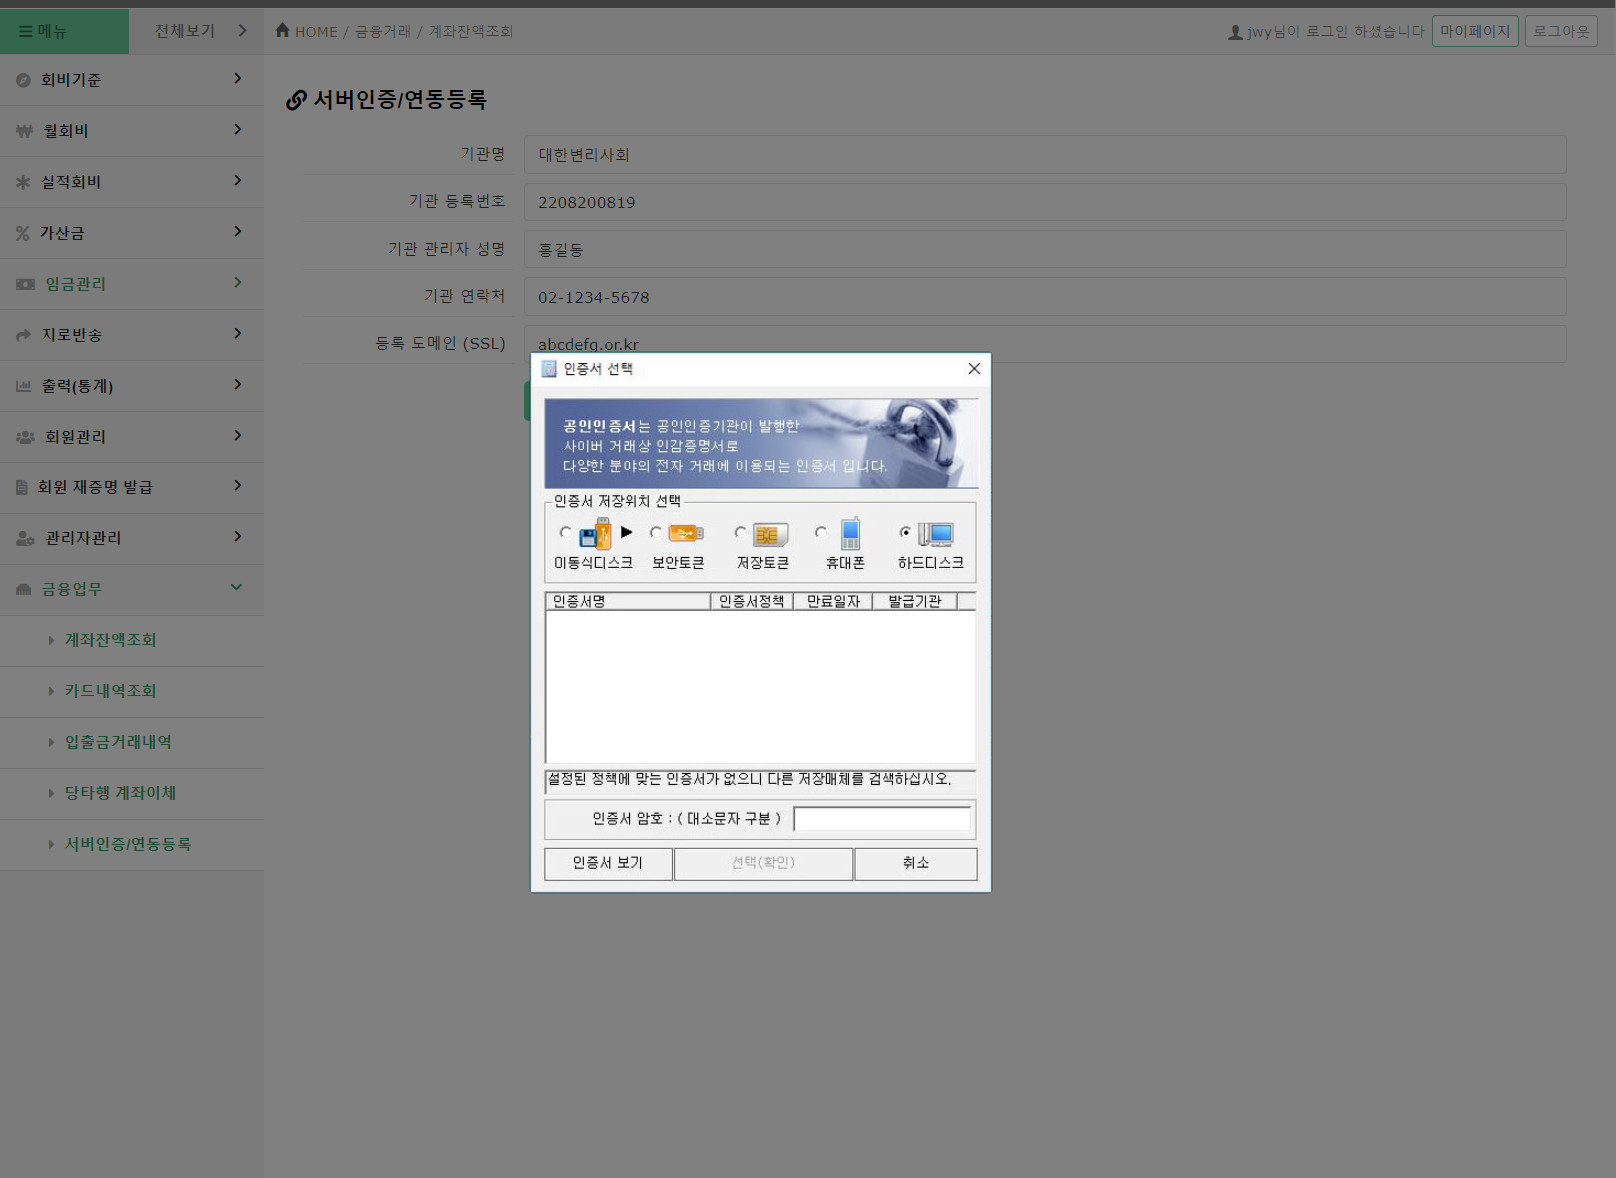 메뉴
전체보기
HOME / 금융거래 / 계좌잔액조회
jwy님이 로그인 하셨습니다
마이페이지
로그아웃
회비기준
월회비
실적회비
가산금
임금관리
지로반송
출력(통계)
회원관리
회원 재증명 발급
관리자관리
금융업무
계좌잔액조회
카드내역조회
입출금거래내역
당타행 계좌이체
서버인증/연동등록
서버인증/연동등록
기관명 대한변리사회
기관 등록번호 2208200819
기관 관리자 성명 홍길동
기관 연락처 02-1234-5678
등록 도메인 (SSL) abcdefg.or.kr
인증서 선택
공인인증서는 공인인증기관이 발행한
사이버 거래상 인감증명서로
다양한 분야의 전자 거래에 이용되는 인증서 입니다.
인증서 저장위치 선택
이동식디스크 보안토큰 저장토큰 휴대폰 하드디스크
인증서명 인증서정책 만료일자 발급기관
설정된 정책에 맞는 인증서가 없으니 다른 저장매체를 검색하십시오.
인증서 암호 : ( 대소문자 구분 )
인증서 보기 선택(확인) 취소